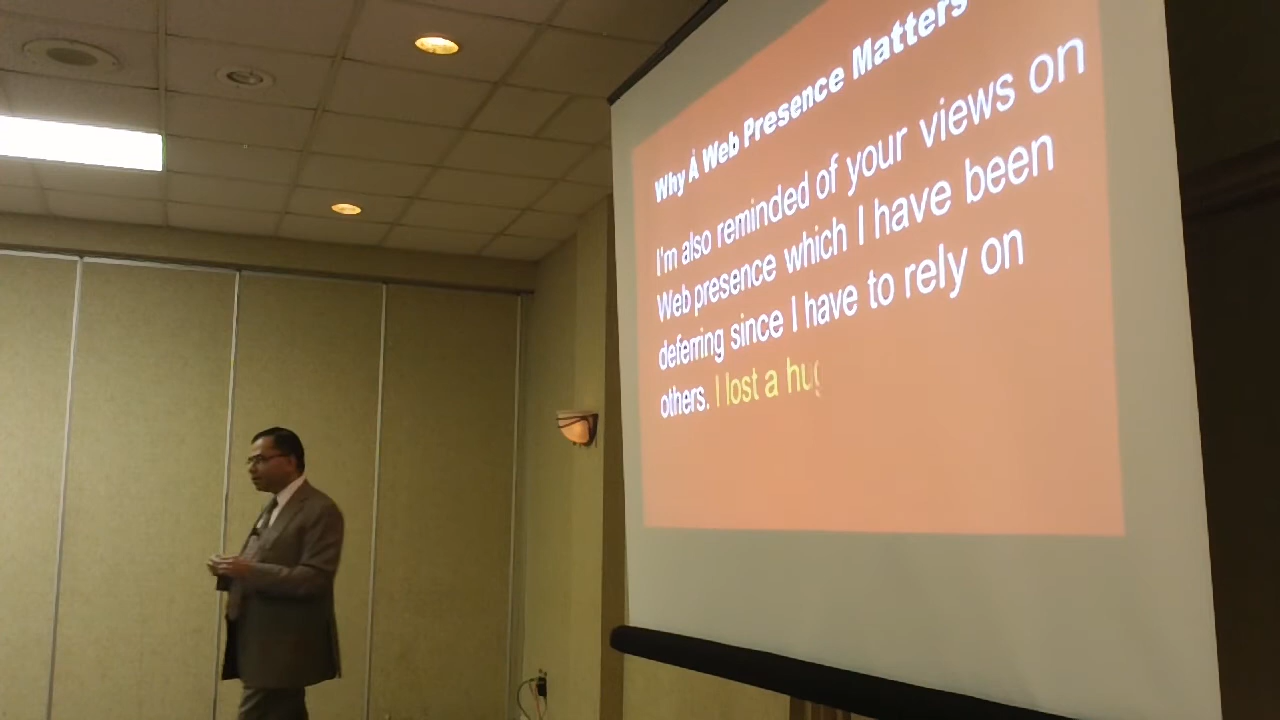 Why A Web Presence Matters
I'm also reminded of your views on
Web presence which I have been
deferring since I have to rely on
others. I lost a hug